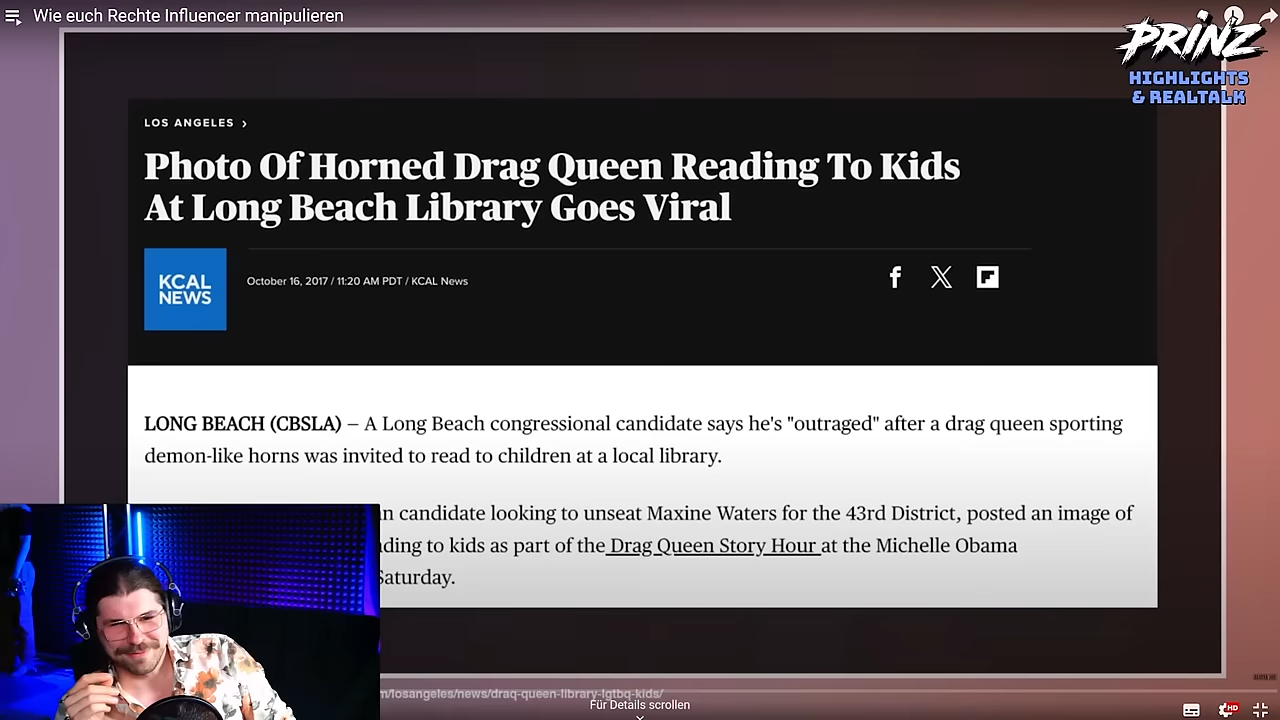 Wie euch Rechte Influencer manipulieren
PRINZ
HIGHLIGHTS
& REALTALK
LOS ANGELES
Photo Of Horned Drag Queen Reading To Kids
At Long Beach Library Goes Viral
KCAL
NEWS
October 16, 2017 / 11:20 AM PDT / KCAL News
LONG BEACH (CBSLA) – A Long Beach congressional candidate says he's "outraged" after a drag queen sporting
demon-like horns was invited to read to children at a local library.
candidate looking to unseat Maxine Waters for the 43rd District, posted an image of
to kids as part of the Drag Queen Story Hour at the Michelle Obama
Saturday.
/losangeles/news/drag-queen-library-lgtbq-kids/
Für Details scrollen
HD